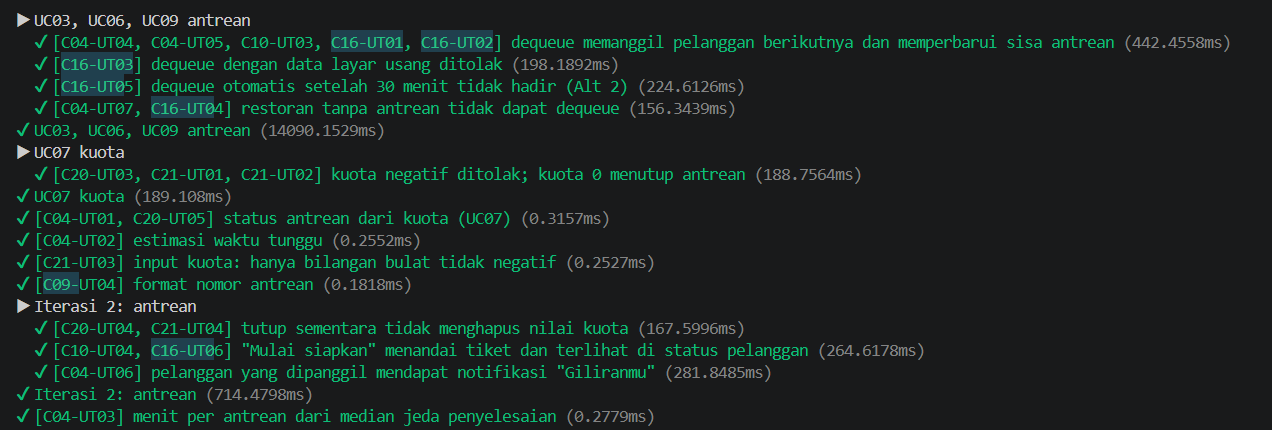 ▶ UC03, UC06, UC09 antrean
✔ [C04-UT04, C04-UT05, C10-UT03, C16-UT01, C16-UT02] dequeue memanggil pelanggan berikutnya dan memperbarui sisa antrean (442.4558ms)
✔ [C16-UT03] dequeue dengan data layar usang ditolak (198.1892ms)
✔ [C16-UT05] dequeue otomatis setelah 30 menit tidak hadir (Alt 2) (224.6126ms)
✔ [C04-UT07, C16-UT04] restoran tanpa antrean tidak dapat dequeue (156.3439ms)
✔ UC03, UC06, UC09 antrean (14090.1529ms)
▶ UC07 kuota
✔ [C20-UT03, C21-UT01, C21-UT02] kuota negatif ditolak; kuota 0 menutup antrean (188.7564ms)
✔ UC07 kuota (189.108ms)
✔ [C04-UT01, C20-UT05] status antrean dari kuota (UC07) (0.3157ms)
✔ [C04-UT02] estimasi waktu tunggu (0.2552ms)
✔ [C21-UT03] input kuota: hanya bilangan bulat tidak negatif (0.2527ms)
✔ [C09-UT04] format nomor antrean (0.1818ms)
▶ Iterasi 2: antrean
✔ [C20-UT04, C21-UT04] tutup sementara tidak menghapus nilai kuota (167.5996ms)
✔ [C10-UT04, C16-UT06] "Mulai siapkan" menandai tiket dan terlihat di status pelanggan (264.6178ms)
✔ [C04-UT06] pelanggan yang dipanggil mendapat notifikasi "Giliranmu" (281.8485ms)
✔ Iterasi 2: antrean (714.4798ms)
✔ [C04-UT03] menit per antrean dari median jeda penyelesaian (0.2779ms)